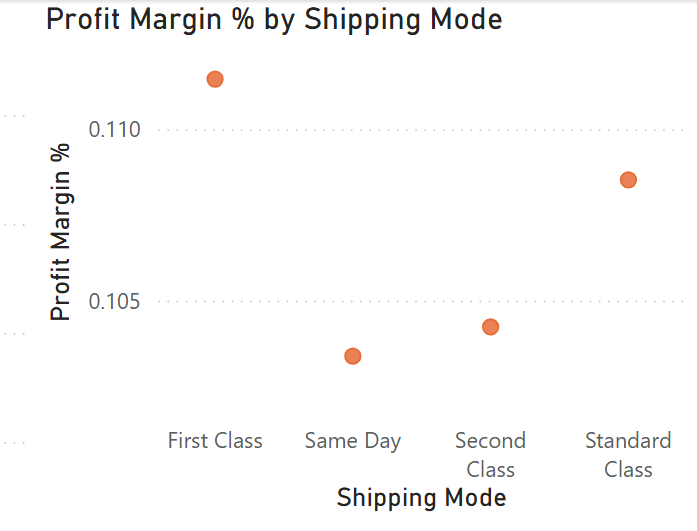 Profit Margin % by Shipping Mode
0.110
Profit Margin %
0.105
First Class Same Day Second Class Standard Class
Shipping Mode